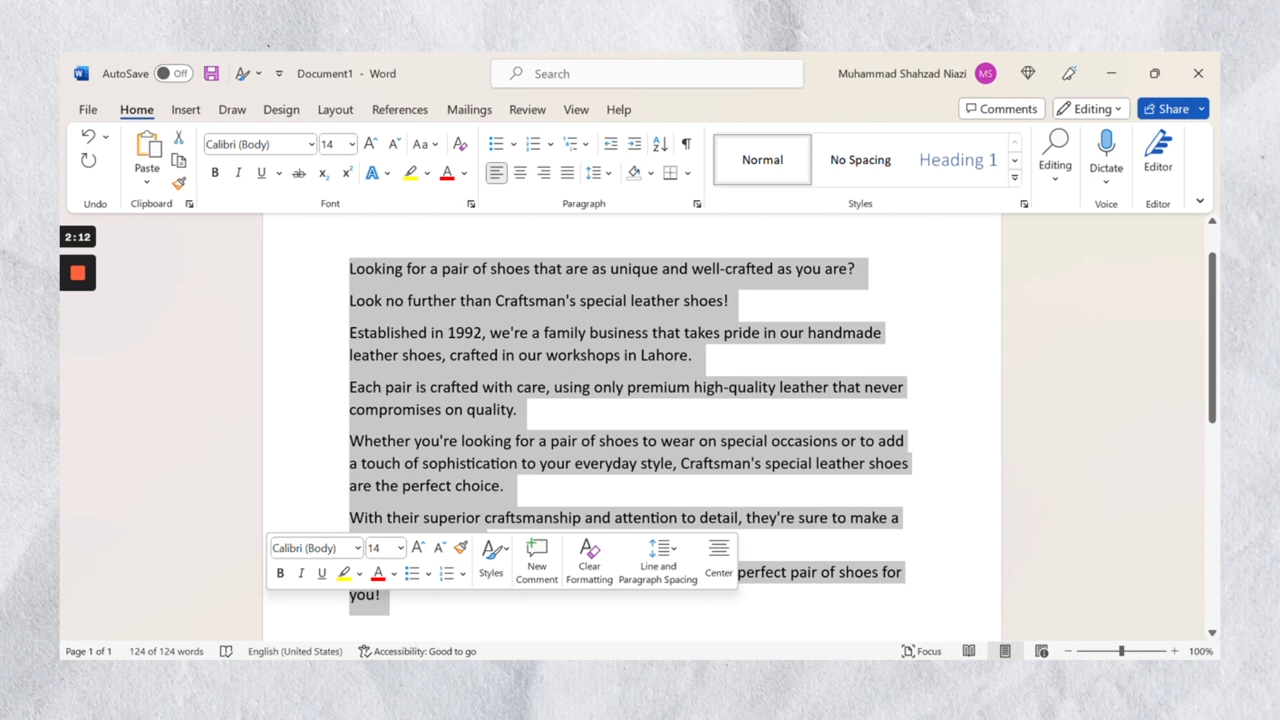 AutoSave Off Document1 - Word Search Muhammad Shahzad Niazi MS
File Home Insert Draw Design Layout References Mailings Review View Help Comments Editing Share
Calibri (Body) 14 Aa
Paste Normal No Spacing Heading 1 Editing Dictate Editor
B I U ab x₂ x² A A
Undo Clipboard Font Paragraph Styles Voice Editor
2:12
Looking for a pair of shoes that are as unique and well-crafted as you are?
Look no further than Craftsman's special leather shoes!
Established in 1992, we're a family business that takes pride in our handmade
leather shoes, crafted in our workshops in Lahore.
Each pair is crafted with care, using only premium high-quality leather that never
compromises on quality.
Whether you're looking for a pair of shoes to wear on special occasions or to add
a touch of sophistication to your everyday style, Craftsman's special leather shoes
are the perfect choice.
With their superior craftsmanship and attention to detail, they're sure to make a
Calibri (Body) 14
B I U A Styles New Comment Clear Formatting Line and Paragraph Spacing Center
perfect pair of shoes for
you!
Page 1 of 1 124 of 124 words English (United States) Accessibility: Good to go Focus 100%